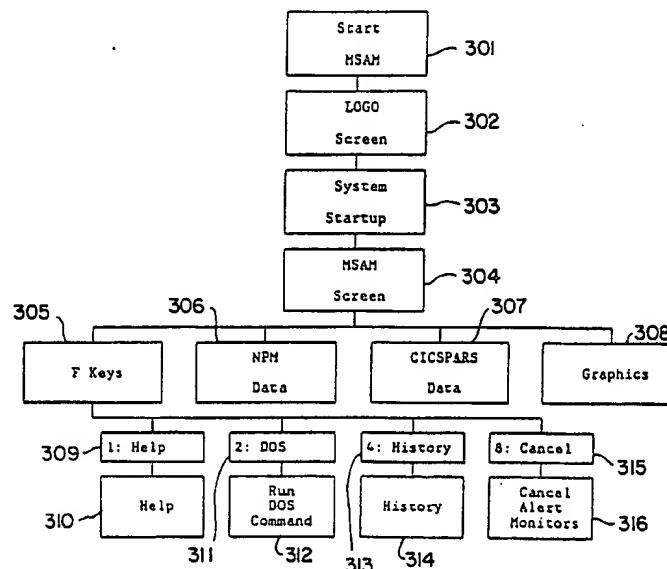 Start
MSAM
301
LOGO
Screen
302
System
Startup
303
MSAM
Screen
304
305
306
307
308
F Keys
NPM
Data
CICSPARS
Data
Graphics
309
1: Help
2: DOS
4: History
8: Cancel
315
310
Help
Run
DOS
Command
History
Cancel
Alert
Monitors
311
312
313
314
316